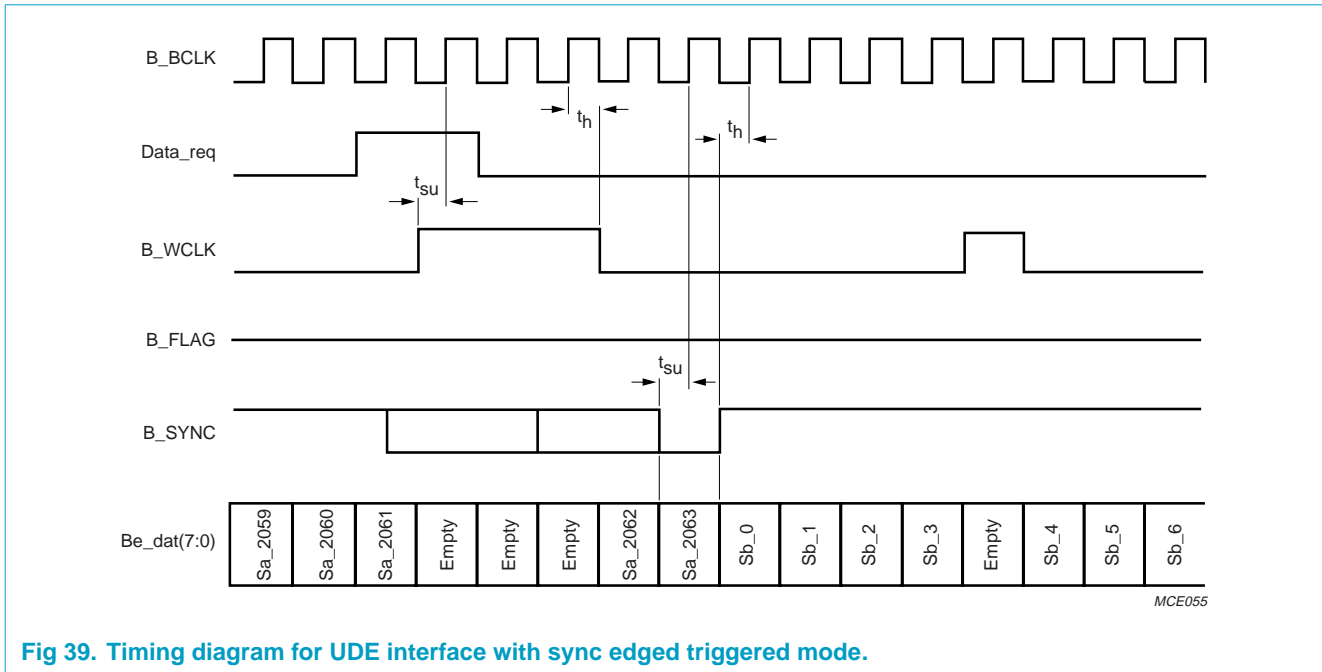 B_BCLK
t_h
t_h
Data_req
t_su
B_WCLK
B_FLAG
t_su
B_SYNC
Be_dat(7:0)
Sa_2059
Sa_2060
Sa_2061
Empty
Empty
Empty
Sa_2062
Sa_2063
Sb_0
Sb_1
Sb_2
Sb_3
Empty
Sb_4
Sb_5
Sb_6
MCE055
Fig 39. Timing diagram for UDE interface with sync edged triggered mode.